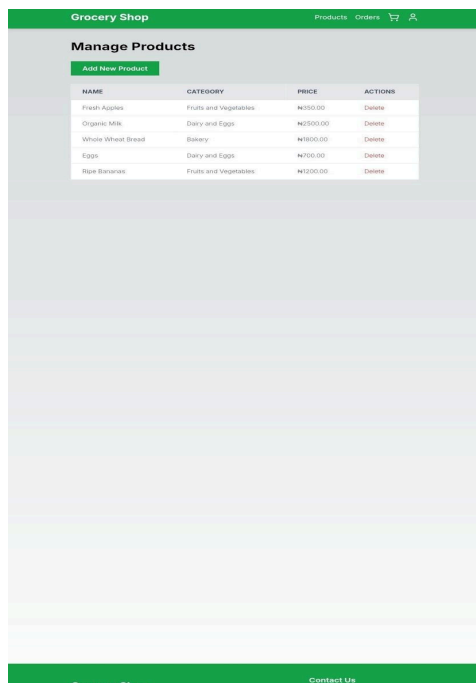 Grocery Shop Products Orders
Manage Products
Add New Product
NAME CATEGORY PRICE ACTIONS
Fresh Apples Fruits and Vegetables ₦350.00 Delete
Organic Milk Dairy and Eggs ₦2500.00 Delete
Whole Wheat Bread Bakery ₦1800.00 Delete
Eggs Dairy and Eggs ₦700.00 Delete
Ripe Bananas Fruits and Vegetables ₦1200.00 Delete
Contact Us